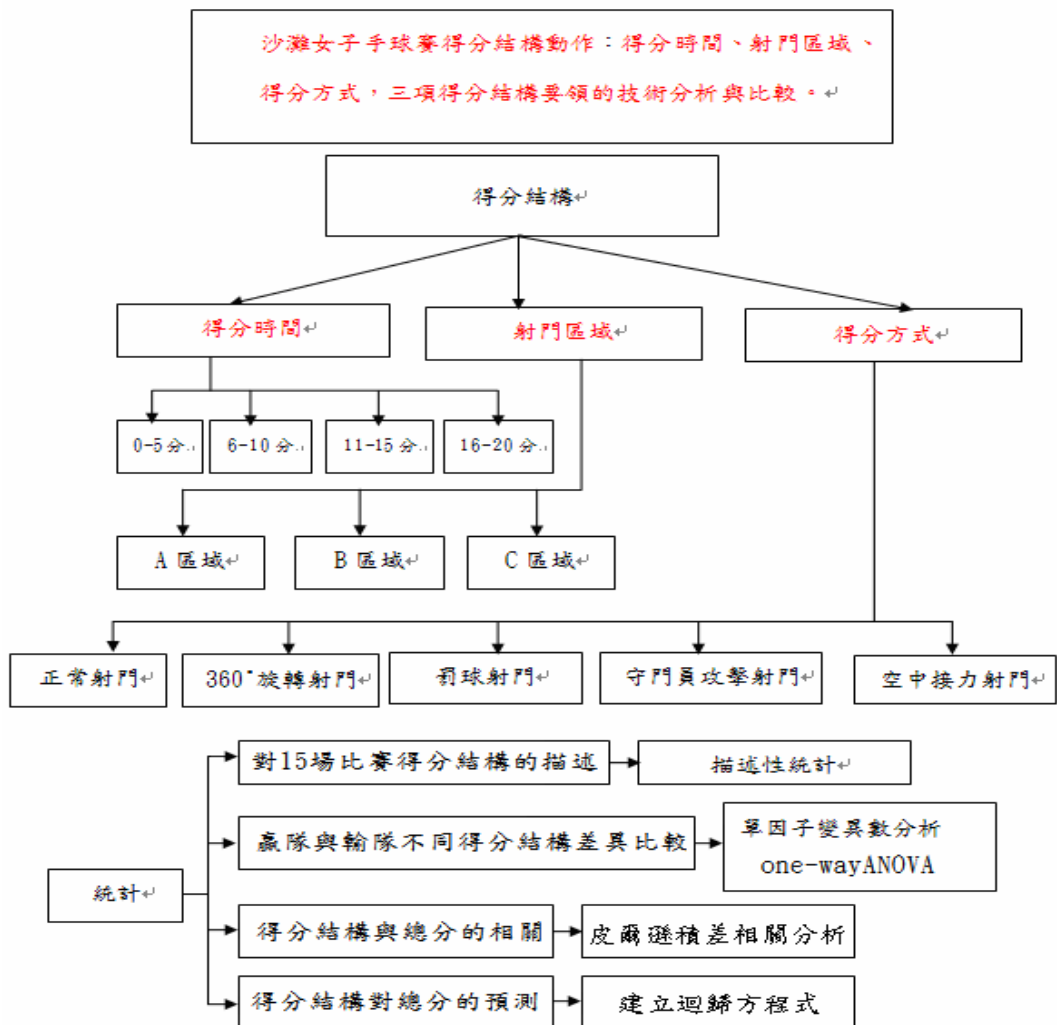 沙灘女子手球賽得分結構動作：得分時間、射門區域、
得分方式，三項得分結構要領的技術分析與比較。
得分結構
得分時間
射門區域
得分方式
0-5分
6-10分
11-15分
16-20分
A 區域
B 區域
C 區域
正常射門
360°旋轉射門
罰球射門
守門員攻擊射門
空中接力射門
對15場比賽得分結構的描述
描述性統計
贏隊與輸隊不同得分結構差異比較
單因子變異數分析
one-wayANOVA
統計
得分結構與總分的相關
皮爾遜積差相關分析
得分結構對總分的預測
建立迴歸方程式